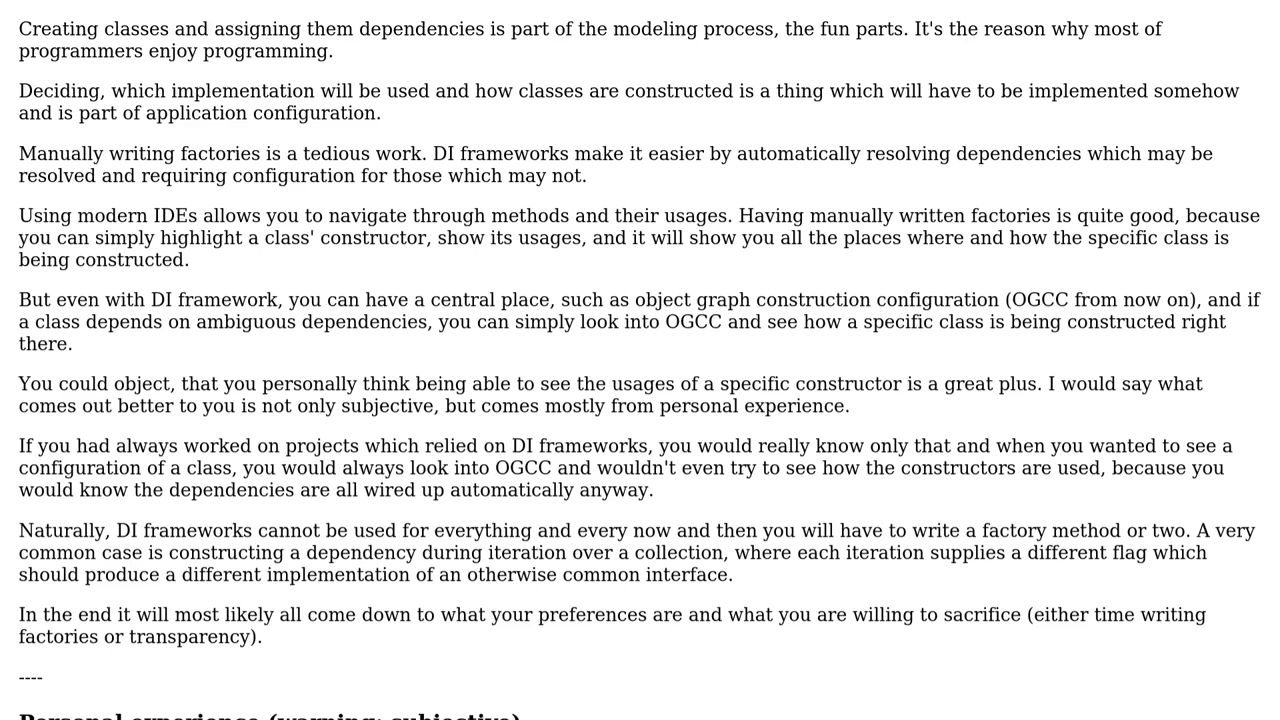 Creating classes and assigning them dependencies is part of the modeling process, the fun parts. It's the reason why most of
programmers enjoy programming.
Deciding, which implementation will be used and how classes are constructed is a thing which will have to be implemented somehow
and is part of application configuration.
Manually writing factories is a tedious work. DI frameworks make it easier by automatically resolving dependencies which may be
resolved and requiring configuration for those which may not.
Using modern IDEs allows you to navigate through methods and their usages. Having manually written factories is quite good, because
you can simply highlight a class' constructor, show its usages, and it will show you all the places where and how the specific class is
being constructed.
But even with DI framework, you can have a central place, such as object graph construction configuration (OGCC from now on), and if
a class depends on ambiguous dependencies, you can simply look into OGCC and see how a specific class is being constructed right
there.
You could object, that you personally think being able to see the usages of a specific constructor is a great plus. I would say what
comes out better to you is not only subjective, but comes mostly from personal experience.
If you had always worked on projects which relied on DI frameworks, you would really know only that and when you wanted to see a
configuration of a class, you would always look into OGCC and wouldn't even try to see how the constructors are used, because you
would know the dependencies are all wired up automatically anyway.
Naturally, DI frameworks cannot be used for everything and every now and then you will have to write a factory method or two. A very
common case is constructing a dependency during iteration over a collection, where each iteration supplies a different flag which
should produce a different implementation of an otherwise common interface.
In the end it will most likely all come down to what your preferences are and what you are willing to sacrifice (either time writing
factories or transparency).
----
Personal experience (warning: subjective)